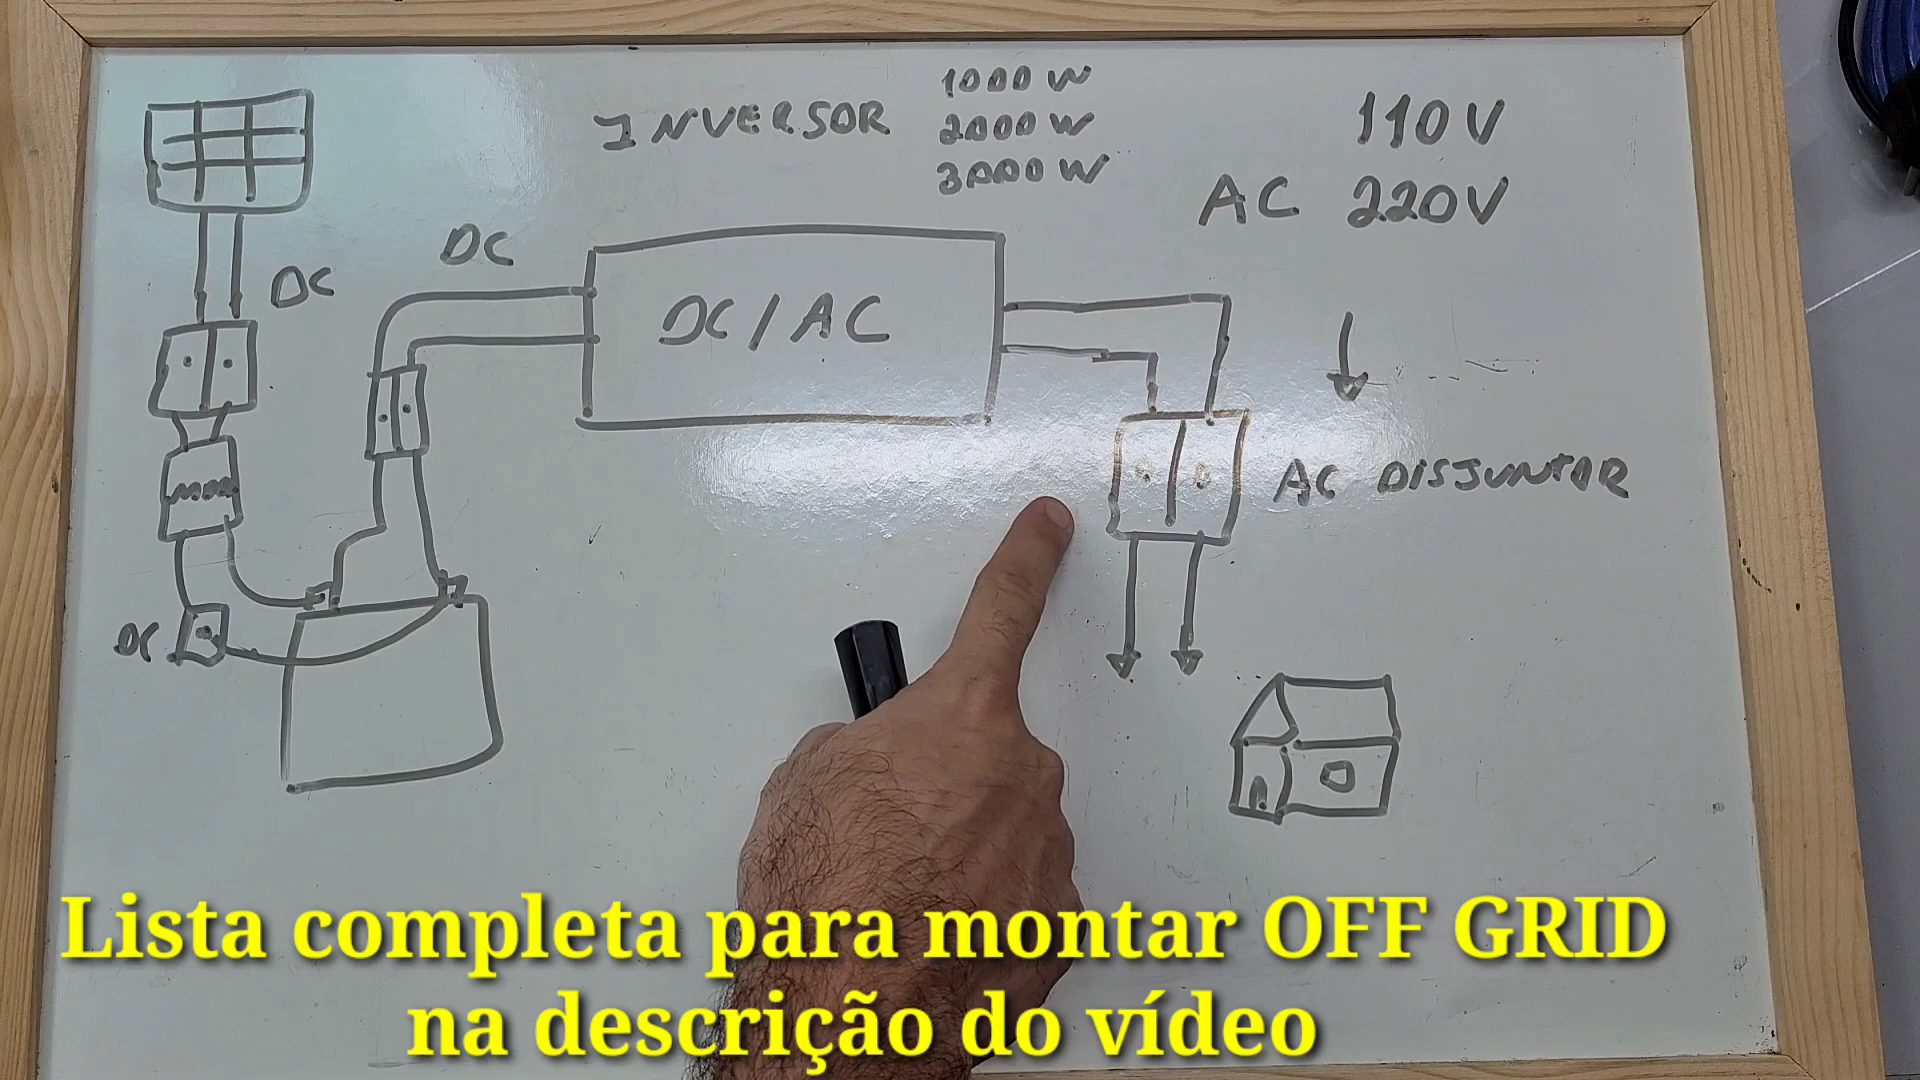 INVERSOR
1000 W
2000 W
3000 W
110 V
AC 220V
DC
DC
DC/AC
AC DISJUNTOR
DC
Lista completa para montar OFF GRID
na descrição do vídeo